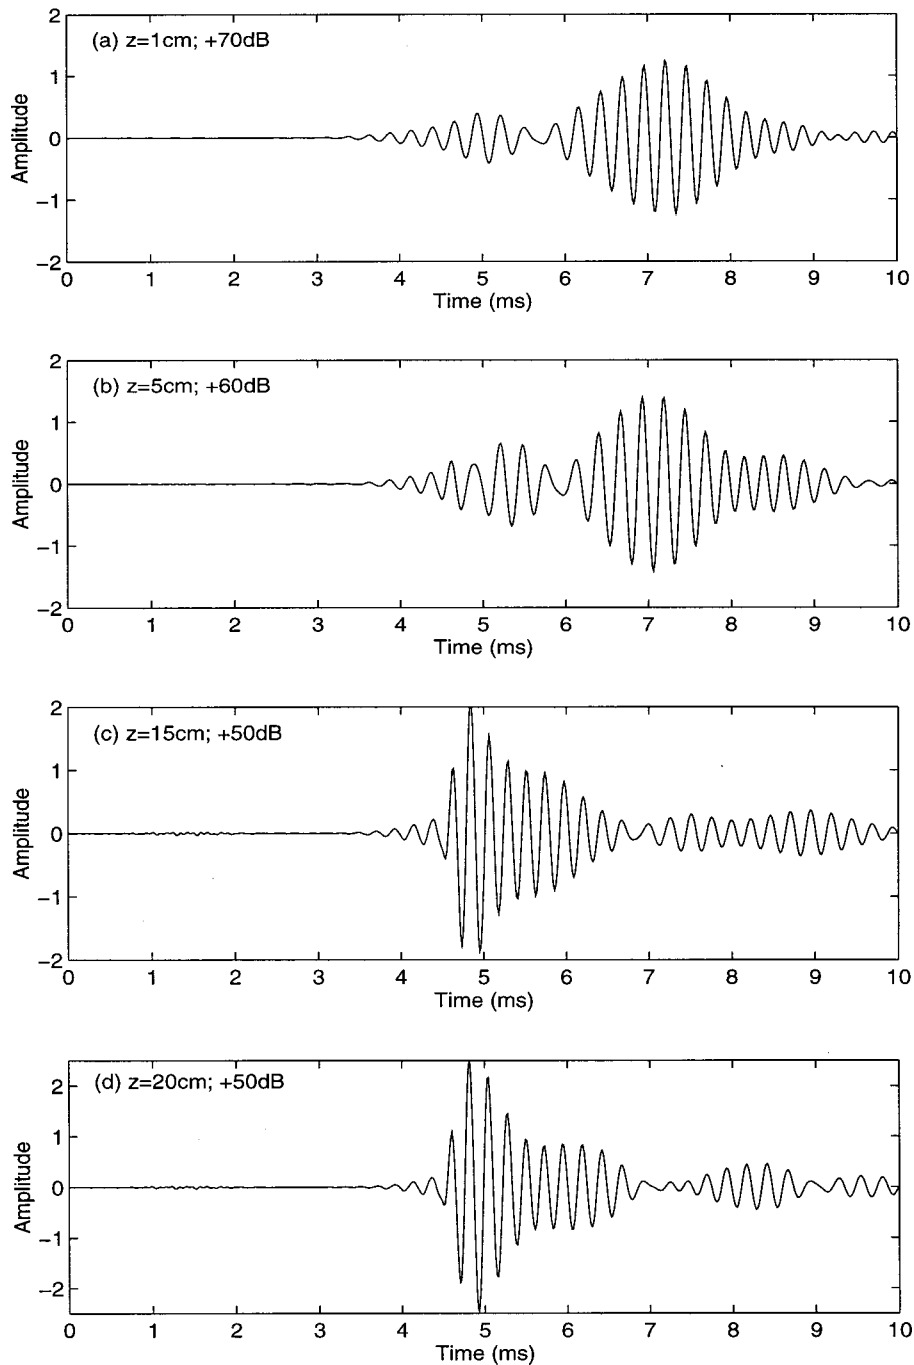 (a) z=1cm; +70dB
Amplitude
2
1
0
−1
−2
0 1 2 3 4 5 6 7 8 9 10
Time (ms)
(b) z=5cm; +60dB
Amplitude
2
1
0
−1
−2
0 1 2 3 4 5 6 7 8 9 10
Time (ms)
(c) z=15cm; +50dB
Amplitude
2
1
0
−1
−2
0 1 2 3 4 5 6 7 8 9 10
Time (ms)
(d) z=20cm; +50dB
Amplitude
2
1
0
−1
−2
0 1 2 3 4 5 6 7 8 9 10
Time (ms)